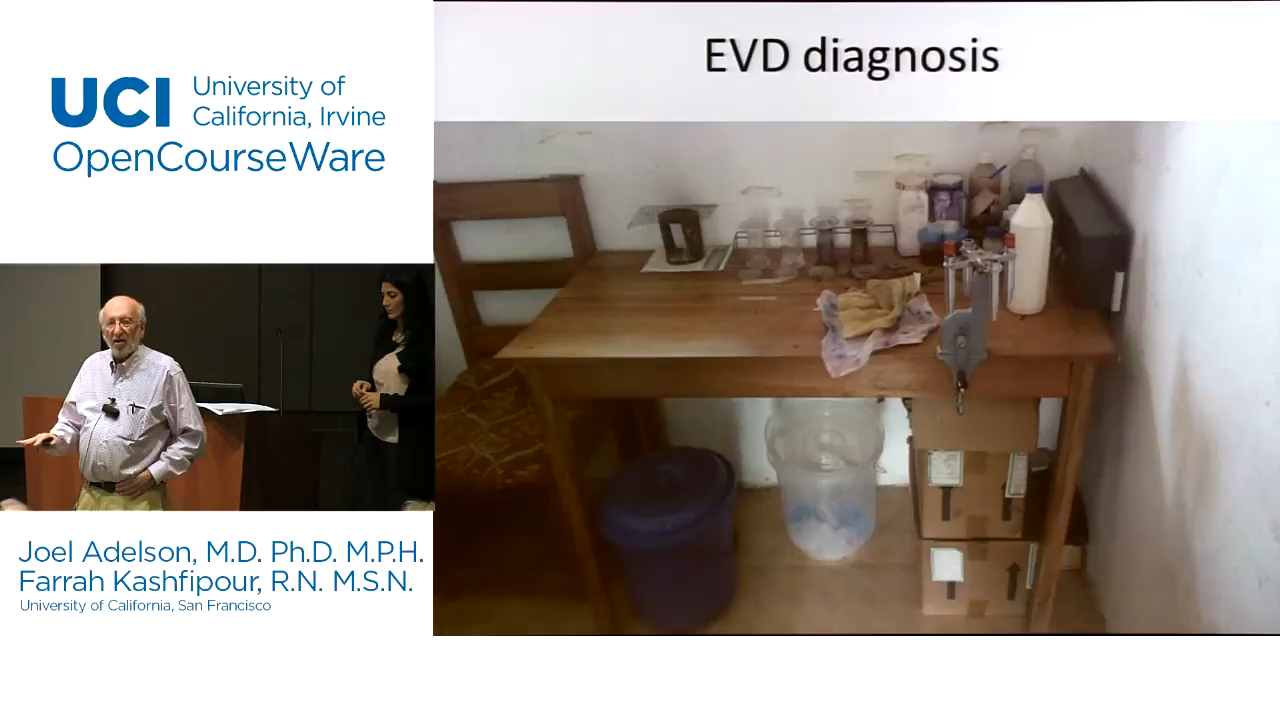 UCI University of
California, Irvine
OpenCourseWare
EVD diagnosis
Joel Adelson, M.D. Ph.D. M.P.H.
Farrah Kashfipour, R.N. M.S.N.
University of California, San Francisco